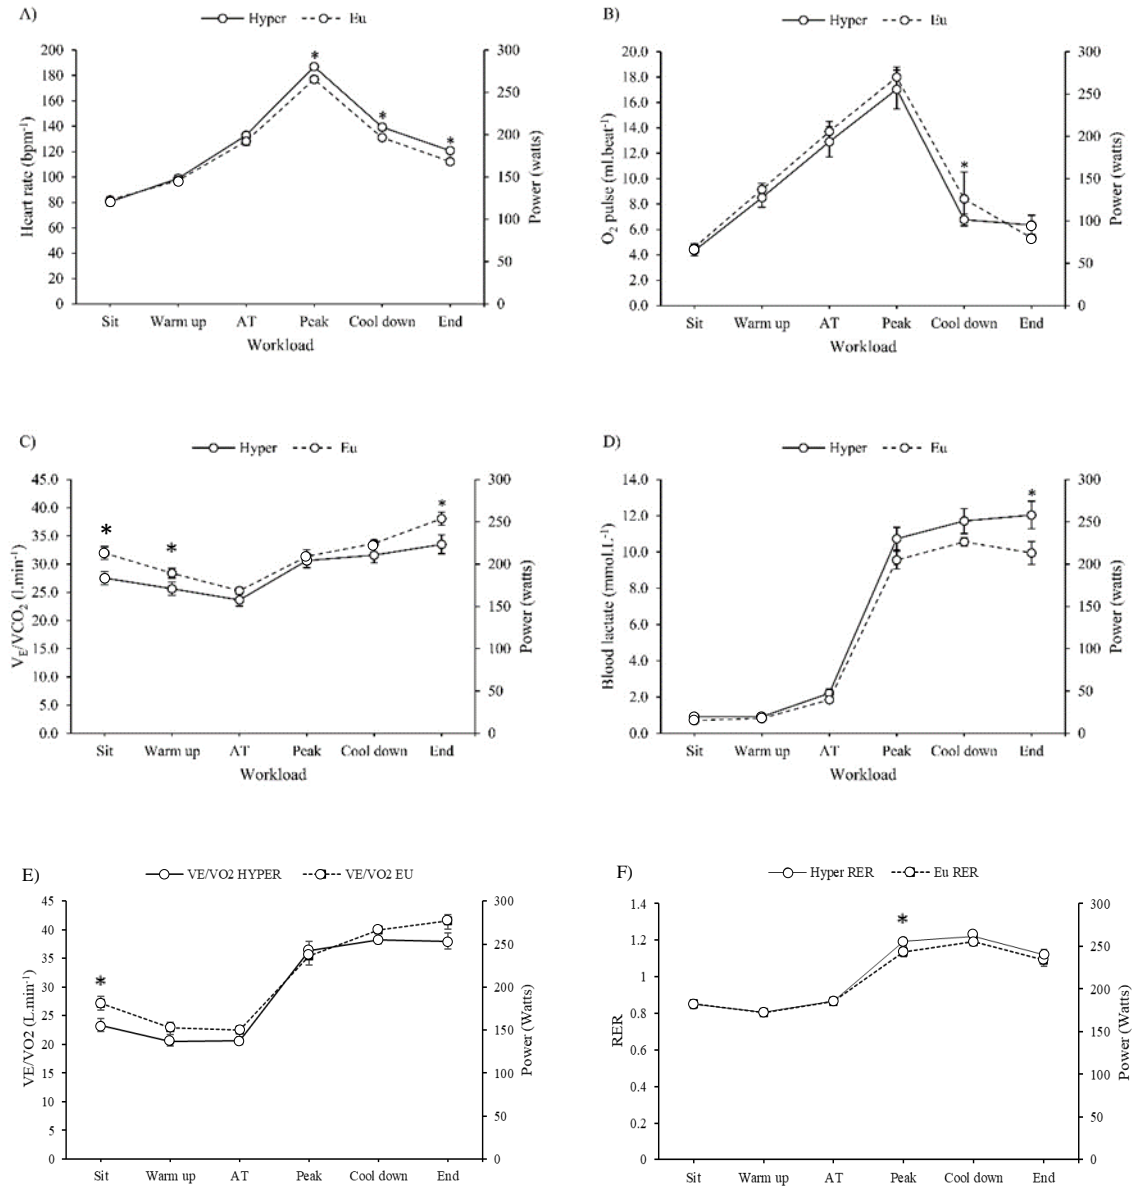 A)
Hyper Eu
200 300
180 250
160
140 200
120
100 150
80
60 100
40 50
20
0 0
Heart rate (bpm-1)
Power (watts)
*
*
*
Sit Warm up AT Peak Cool down End
Workload
B)
Hyper Eu
20.0 300
18.0 250
16.0
14.0 200
12.0
10.0 150
8.0
6.0 100
4.0 50
2.0
0.0 0
O2 pulse (ml.beat-1)
Power (watts)
*
Sit Warm up AT Peak Cool down End
Workload
C)
Hyper Eu
45.0 300
40.0 250
35.0
30.0 200
25.0
20.0 150
15.0 100
10.0 50
5.0
0.0 0
VE/VCO2 (l.min-1)
Power (watts)
*
*
*
Sit Warm up AT Peak Cool down End
Workload
D)
Hyper Eu
14.0 300
12.0 250
10.0 200
8.0
6.0 150
4.0 100
2.0 50
0.0 0
Blood lactate (mmol.L-1)
Power (watts)
*
Sit Warm up AT Peak Cool down End
Workload
E)
VE/VO2 HYPER VE/VO2 EU
45 300
40 250
35
30 200
25
20 150
15 100
10
5 50
0 0
VE/VO2 (L.min-1)
Power (Watts)
*
Sit Warm up AT Peak Cool down End
F)
Hyper RER Eu RER
1.4 300
1.2 250
1 200
0.8
0.6 150
0.4 100
0.2 50
0 0
RER
Power (Watts)
*
Sit Warm up AT Peak Cool down End